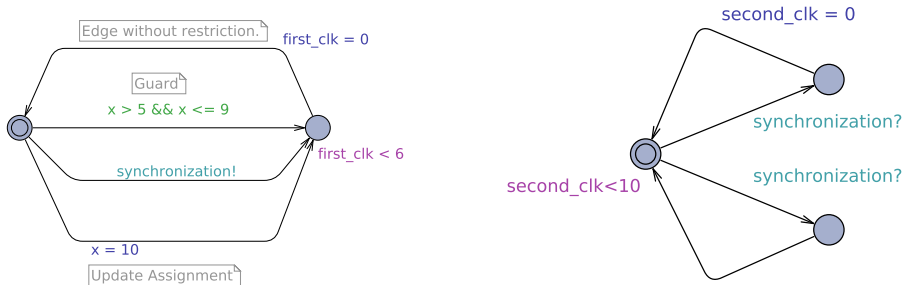 Edge without restriction.
first_clk = 0
Guard
x > 5 && x <= 9
first_clk < 6
synchronization!
x = 10
Update Assignment
second_clk = 0
synchronization?
synchronization?
second_clk<10